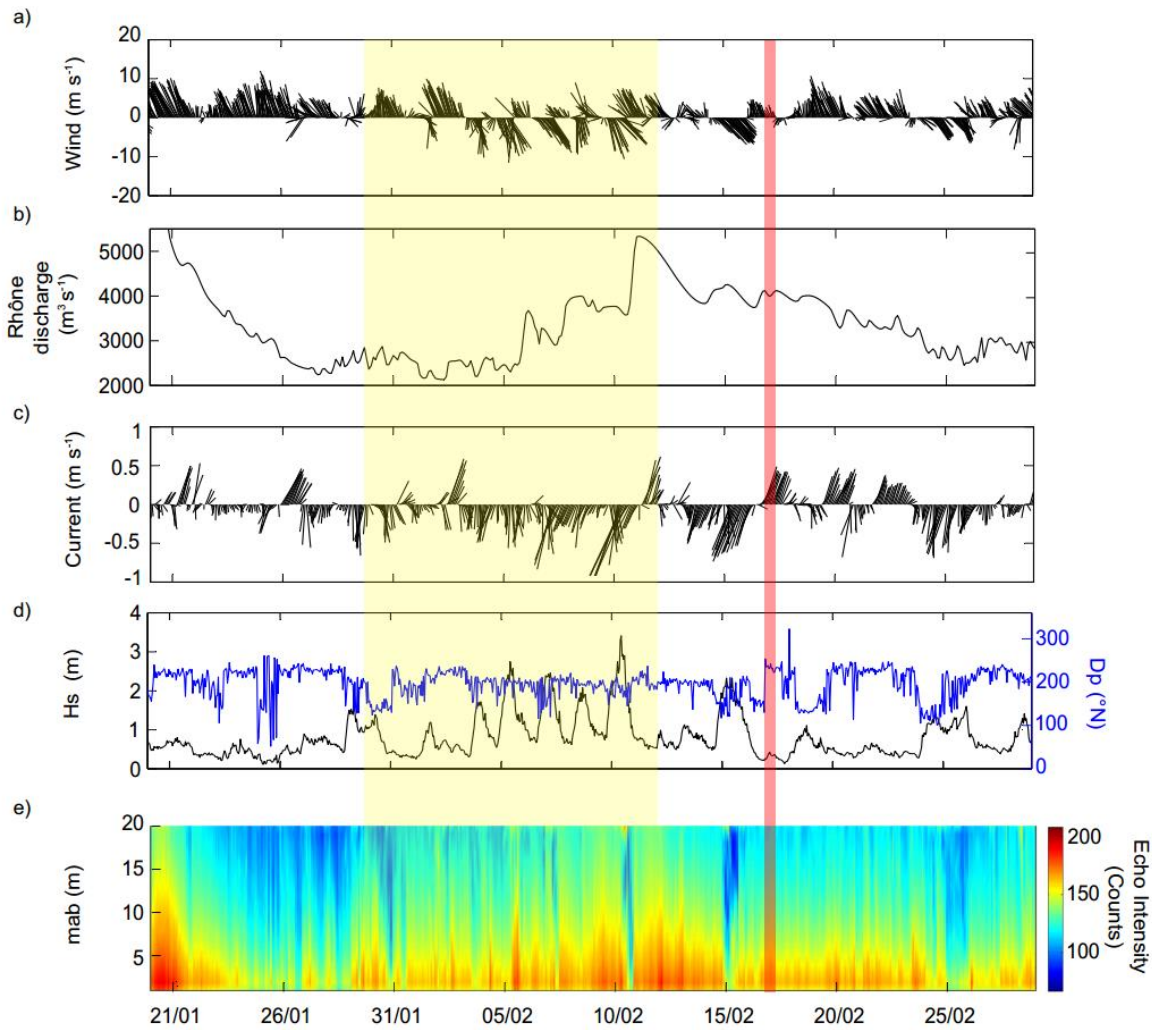 a)
20
10
0
-10
-20
Wind (m s-1)
b)
5000
4000
3000
2000
Rhône
discharge
(m3 s-1)
c)
1
0.5
0
-0.5
-1
Current (m s-1)
d)
4
3
2
1
0
Hs (m)
300
200
100
0
Dp (°N)
e)
20
15
10
5
mab (m)
200
150
100
Echo Intensity
(Counts)
21/01 26/01 31/01 05/02 10/02 15/02 20/02 25/02